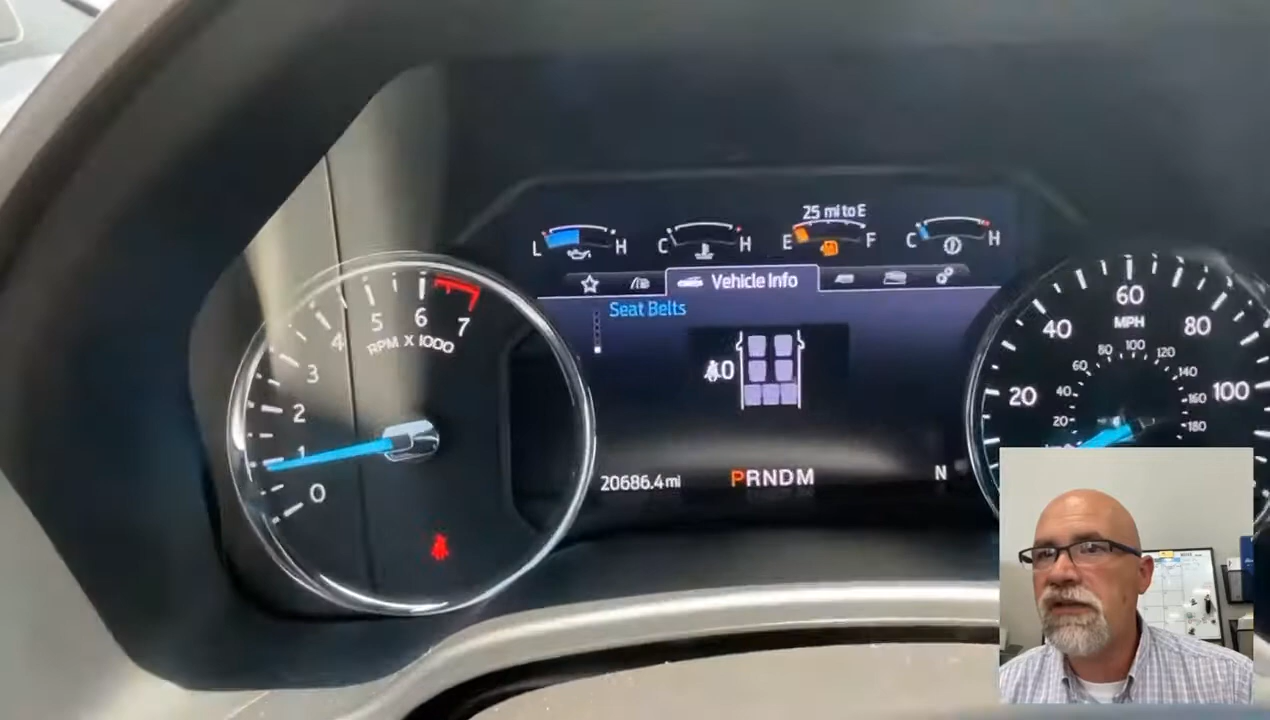 25 mi to E
L H
C H
E F
C H
Vehicle Info
Seat Belts
0
20686.4 mi
PRNDM
N
0
1
2
3
4
5
6
7
RPM X 1000
20
40
60
80
100
MPH
20
40
60
80
100
120
140
160
180